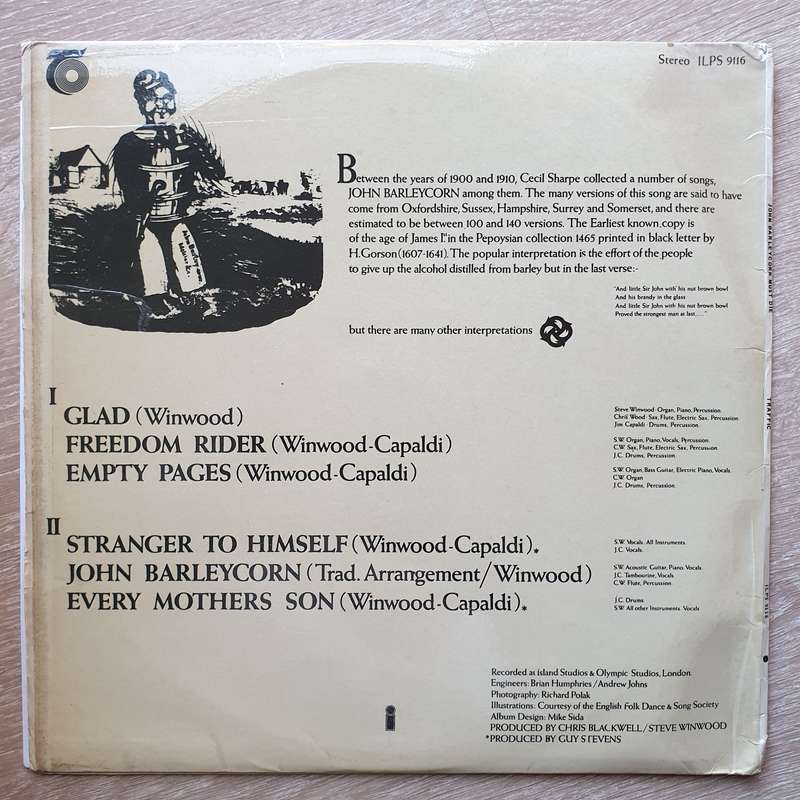 Stereo ILPS 9116
Between the years of 1900 and 1910, Cecil Sharpe collected a number of songs,
JOHN BARLEYCORN among them. The many versions of this song are said to have
come from Oxfordshire, Sussex, Hampshire, Surrey and Somerset, and there are
estimated to be between 100 and 140 versions. The Earliest known copy is
of the age of James Ist in the Pepoysian collection 1465 printed in black letter by
H.Gorson (1607-1641). The popular interpretation is the effort of the people
to give up the alcohol distilled from barley but in the last verse:-
"And little Sir John with his nut brown bowl
And his brandy in the glass
And little Sir John with his nut brown bowl
Proved the strongest man at last....."
but there are many other interpretations
I
GLAD (Winwood)
Steve Winwood-Organ, Piano, Percussion
Chris Wood-Sax, Flute, Electric Sax, Percussion.
Jim Capaldi-Drums, Percussion.
FREEDOM RIDER (Winwood-Capaldi)
S.W. Organ, Piano, Vocals, Percussion.
C.W. Sax, Flute, Electric Sax, Percussion.
J.C. Drums, Percussion.
EMPTY PAGES (Winwood-Capaldi)
S.W. Organ, Bass Guitar, Electric Piano, Vocals.
C.W. Organ
J.C. Drums, Percussion.
II
STRANGER TO HIMSELF (Winwood-Capaldi).*
S.W. Vocals. All Instruments.
J.C. Vocals.
JOHN BARLEYCORN (Trad. Arrangement/Winwood)
S.W. Acoustic Guitar, Piano, Vocals.
J.C. Tambourine, Vocals
C.W. Flute, Percussion.
EVERY MOTHERS SON (Winwood-Capaldi).*
J.C. Drums.
S.W. All other Instruments. Vocals
Recorded at island Studios & Olympic Studios, London.
Engineers: Brian Humphries/Andrew Johns
Photography: Richard Polak
Illustrations: Courtesy of the English Folk Dance & Song Society
Album Design: Mike Sida
PRODUCED BY CHRIS BLACKWELL/STEVE WINWOOD
*PRODUCED BY GUY STEVENS
i
JOHN BARLEYCORN MUST DIE
TRAFFIC
ILPS 9116